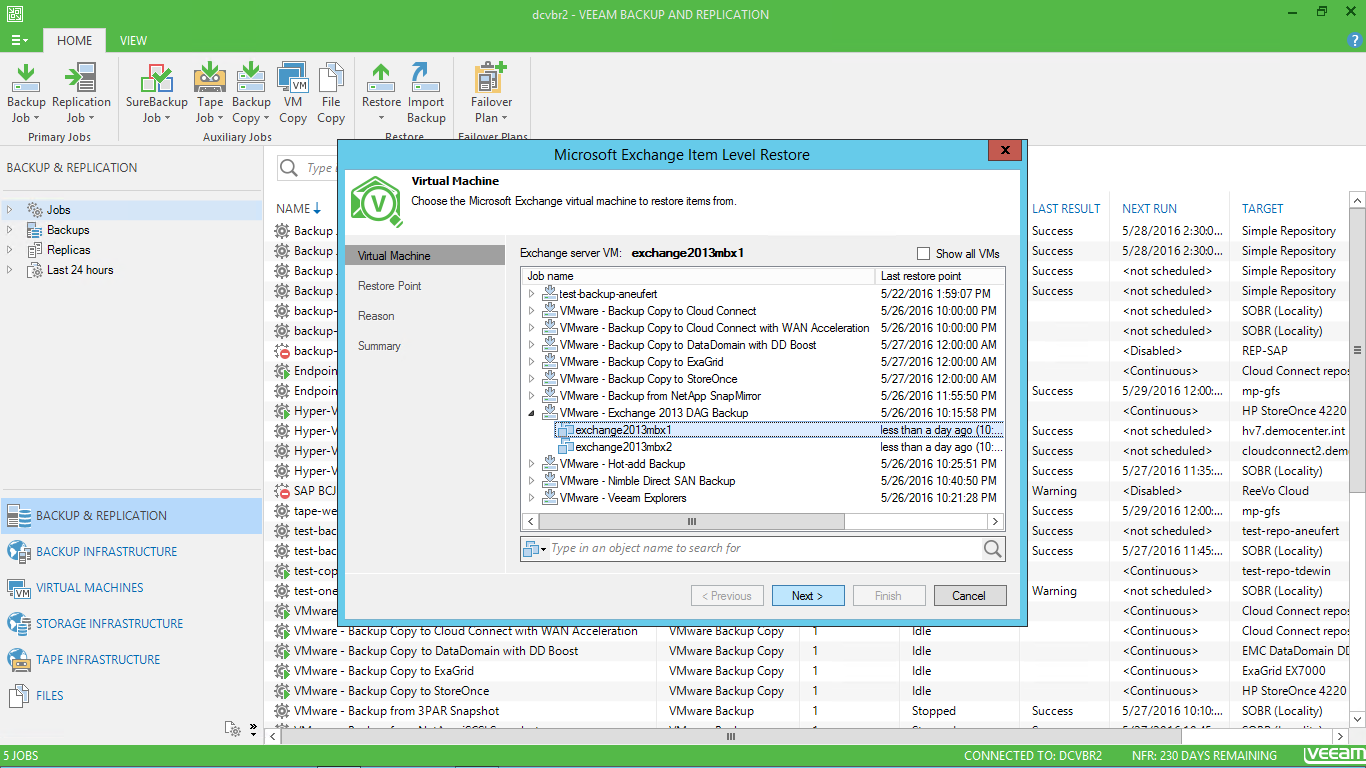 dcvbr2 - VEEAM BACKUP AND REPLICATION
HOME VIEW
Backup Job Replication Job SureBackup Job Tape Job Backup Copy VM Copy File Copy Restore Import Backup Failover Plan
Primary Jobs Auxiliary Jobs Restore Failover Plans
BACKUP & REPLICATION
Jobs
Backups
Replicas
Last 24 hours
BACKUP & REPLICATION
BACKUP INFRASTRUCTURE
VIRTUAL MACHINES
STORAGE INFRASTRUCTURE
TAPE INFRASTRUCTURE
FILES
Microsoft Exchange Item Level Restore
Virtual Machine
Choose the Microsoft Exchange virtual machine to restore items from.
Virtual Machine
Restore Point
Reason
Summary
Exchange server VM: exchange2013mbx1 Show all VMs
Job name Last restore point
test-backup-aneufert 5/22/2016 1:59:07 PM
VMware - Backup Copy to Cloud Connect 5/26/2016 10:00:00 PM
VMware - Backup Copy to Cloud Connect with WAN Acceleration 5/26/2016 10:00:00 PM
VMware - Backup Copy to DataDomain with DD Boost 5/27/2016 12:00:00 AM
VMware - Backup Copy to ExaGrid 5/27/2016 12:00:00 AM
VMware - Backup Copy to StoreOnce 5/27/2016 12:00:00 AM
VMware - Backup from NetApp SnapMirror 5/26/2016 11:55:50 PM
VMware - Exchange 2013 DAG Backup 5/26/2016 10:15:58 PM
exchange2013mbx1 less than a day ago (10:...
exchange2013mbx2 less than a day ago (10:...
VMware - Hot-add Backup 5/26/2016 10:25:51 PM
VMware - Nimble Direct SAN Backup 5/26/2016 10:40:50 PM
VMware - Veeam Explorers 5/26/2016 10:21:28 PM
Type in an object name to search for
< Previous Next > Finish Cancel
Type
NAME LAST RESULT NEXT RUN TARGET
Backup Success 5/28/2016 2:30:0... Simple Repository
Backup Success 5/28/2016 2:30:0... Simple Repository
Backup Success <not scheduled> Simple Repository
Backup Success <not scheduled> Simple Repository
backup- <not scheduled> SOBR (Locality)
backup- <not scheduled> SOBR (Locality)
backup- <Disabled> REP-SAP
Endpoin <Continuous> Cloud Connect repos
Endpoin Success 5/29/2016 12:00:... mp-gfs
Hyper-V <Continuous> HP StoreOnce 4220
Hyper-V Success <not scheduled> hv7.democenter.int
Hyper-V Success <not scheduled> cloudconnect2.demo
Hyper-V Success 5/27/2016 11:35:... SOBR (Locality)
SAP BCJ Warning <Disabled> ReeVo Cloud
tape-we Success 5/29/2016 12:00:... mp-gfs
test-bac Success <not scheduled> test-repo-aneufert
test-bac Success 5/27/2016 11:45:... SOBR (Locality)
test-cop <Continuous> test-repo-tdewin
test-one Warning <not scheduled> SOBR (Locality)
VMware <Continuous> Cloud Connect repos
VMware - Backup Copy to Cloud Connect with WAN Acceleration VMware Backup Copy 1 Idle <Continuous> Cloud Connect repos
VMware - Backup Copy to DataDomain with DD Boost VMware Backup Copy 1 Idle <Continuous> EMC DataDomain DD
VMware - Backup Copy to ExaGrid VMware Backup Copy 1 Idle <Continuous> ExaGrid EX7000
VMware - Backup Copy to StoreOnce VMware Backup Copy 1 Idle <Continuous> HP StoreOnce 4220
VMware - Backup from 3PAR Snapshot VMware Backup 1 Stopped Success 5/27/2016 10:10:... SOBR (Locality)
5 JOBS CONNECTED TO: DCVBR2 NFR: 230 DAYS REMAINING veeam